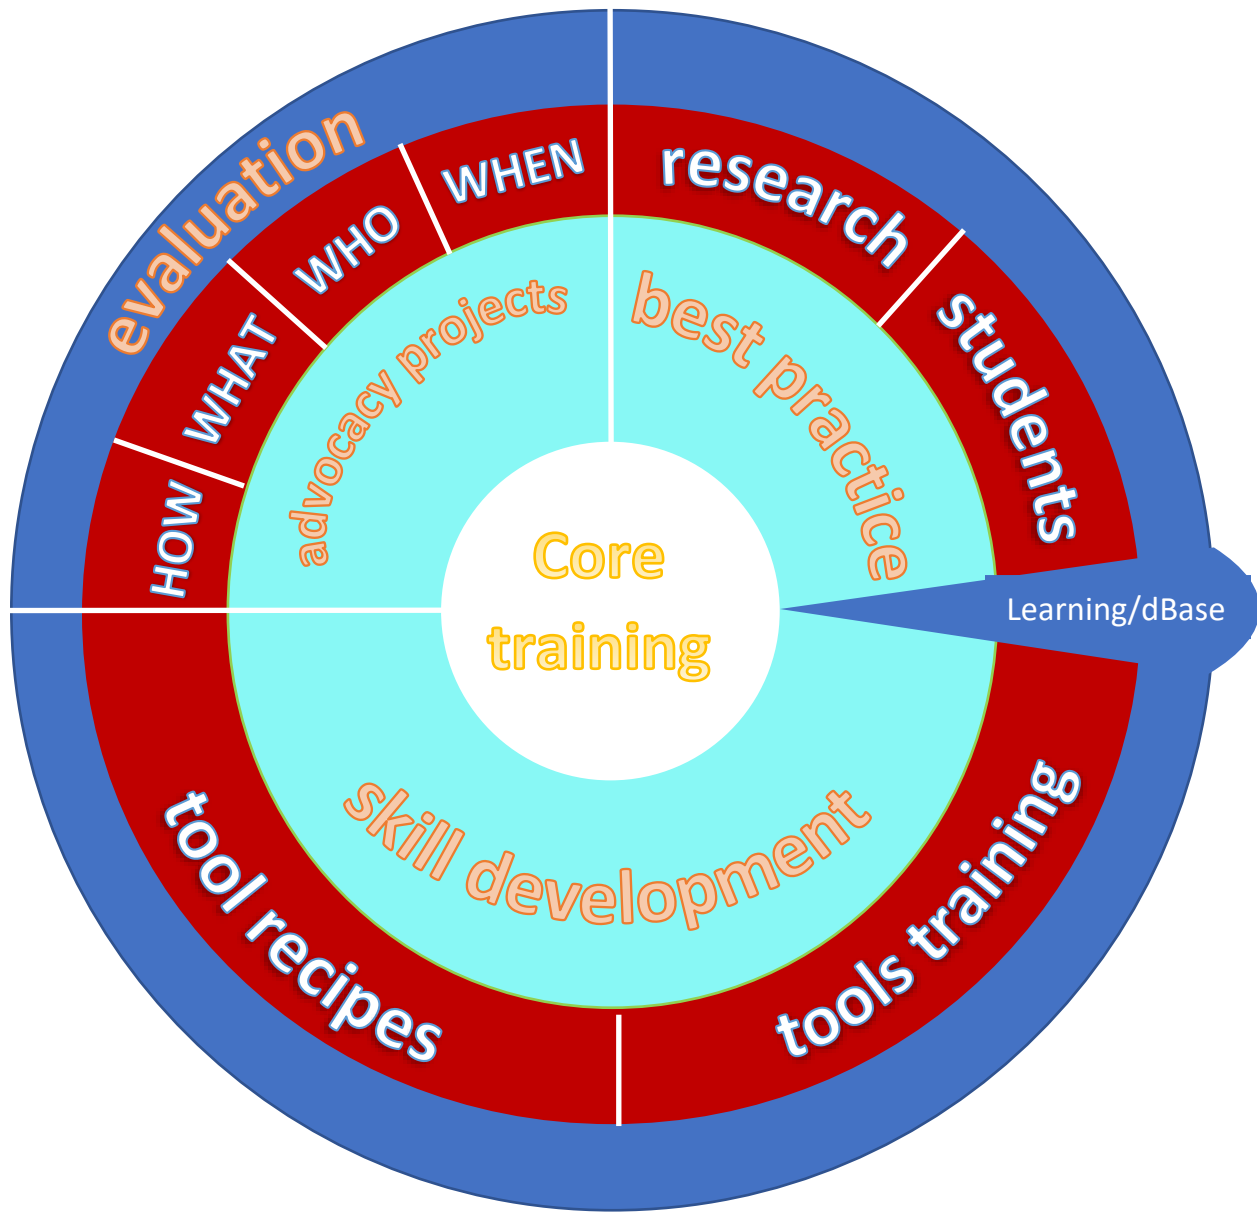 evaluation
HOW
WHAT
WHO
WHEN
research
students
advocacy projects
best practice
Core
training
Learning/dBase
skill development
tool recipes
tools training